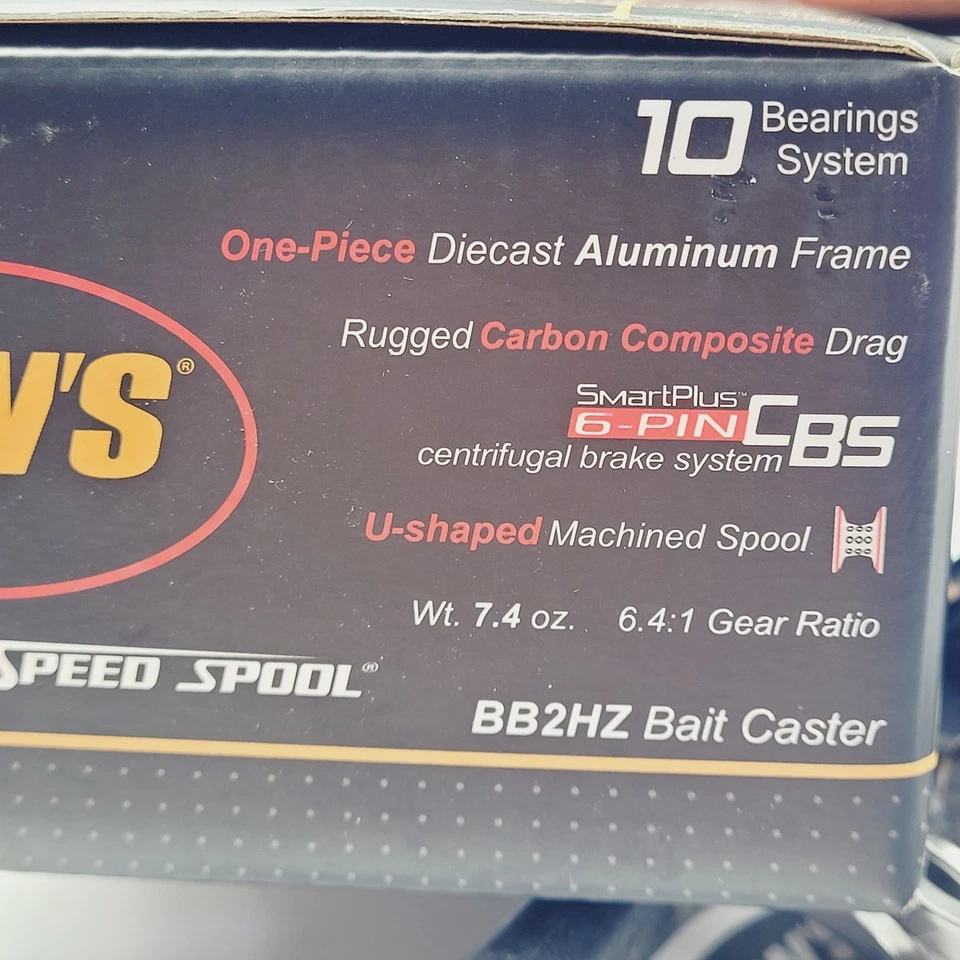 10 Bearings
System
One-Piece Diecast Aluminum Frame
Rugged Carbon Composite Drag
SmartPlus™
6-PIN CBS
centrifugal brake system
W'S®
U-shaped Machined Spool
Wt. 7.4 oz. 6.4:1 Gear Ratio
SPEED SPOOL®
BB2HZ Bait Caster